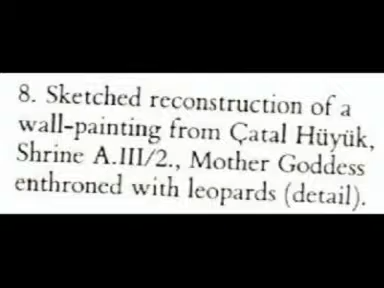 8. Sketched reconstruction of a
wall-painting from Çatal Hüyük,
Shrine A.III/2., Mother Goddess
enthroned with leopards (detail).